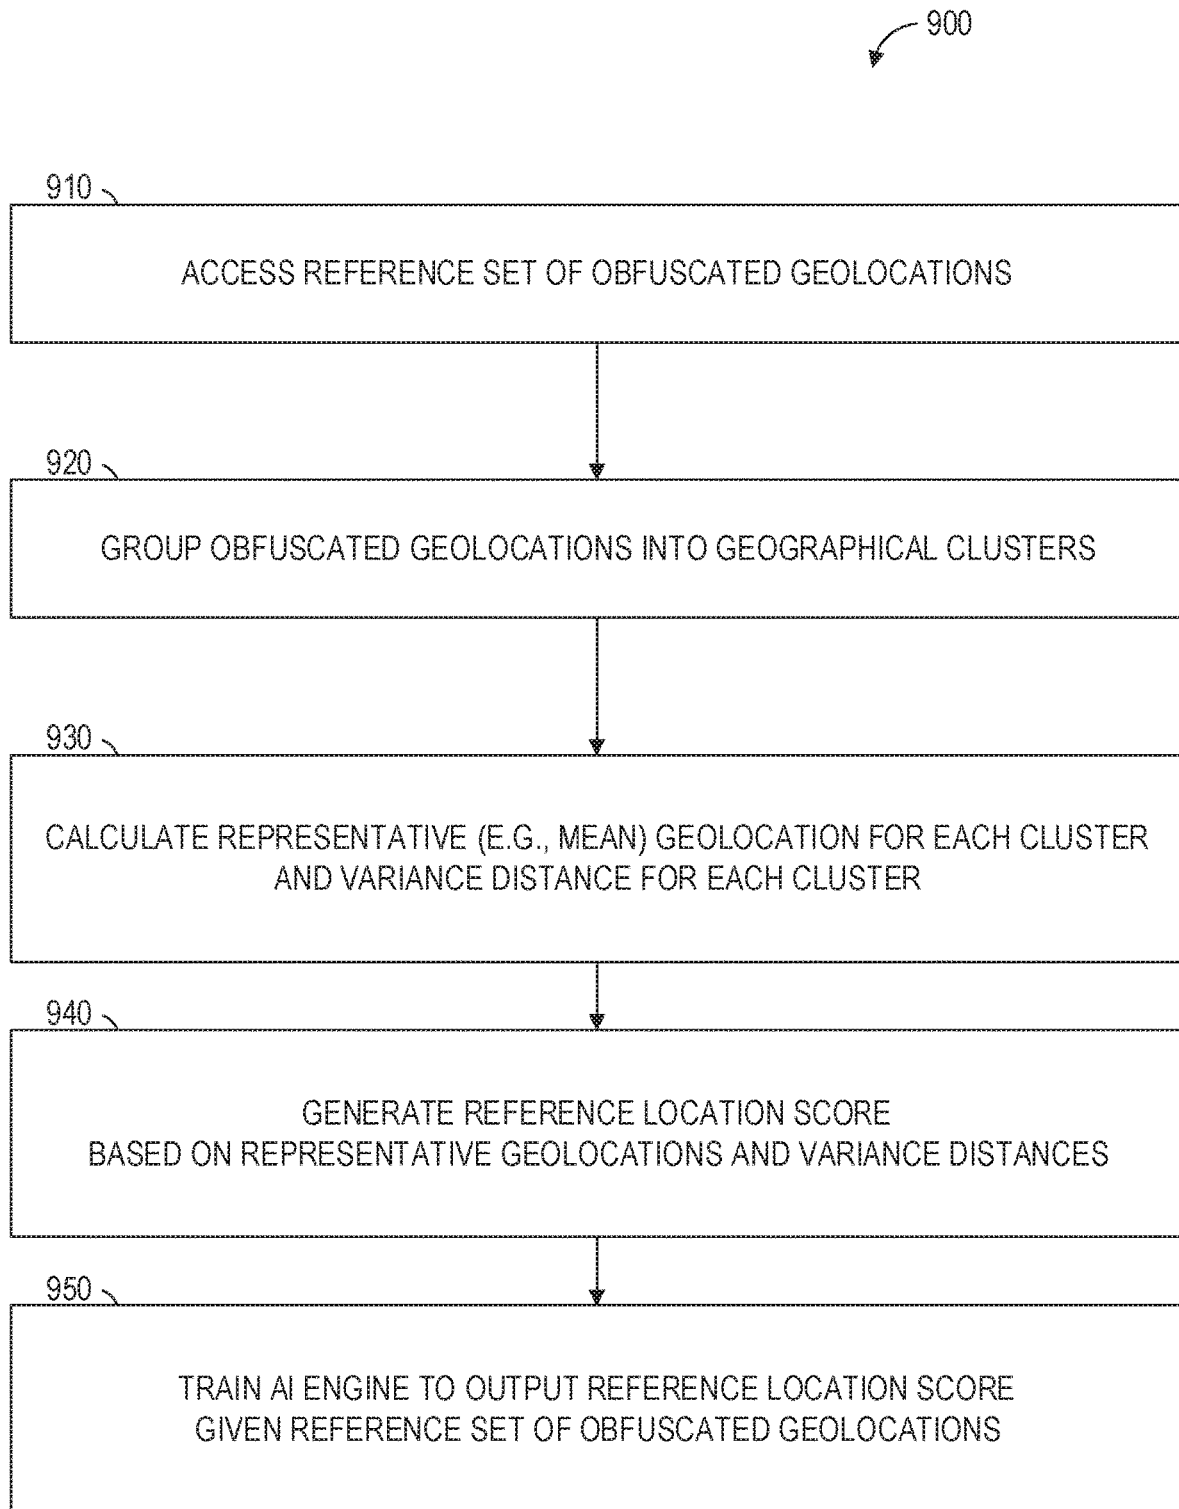 900
910
ACCESS REFERENCE SET OF OBFUSCATED GEOLOCATIONS
920
GROUP OBFUSCATED GEOLOCATIONS INTO GEOGRAPHICAL CLUSTERS
930
CALCULATE REPRESENTATIVE (E.G., MEAN) GEOLOCATION FOR EACH CLUSTER
AND VARIANCE DISTANCE FOR EACH CLUSTER
940
GENERATE REFERENCE LOCATION SCORE
BASED ON REPRESENTATIVE GEOLOCATIONS AND VARIANCE DISTANCES
950
TRAIN AI ENGINE TO OUTPUT REFERENCE LOCATION SCORE
GIVEN REFERENCE SET OF OBFUSCATED GEOLOCATIONS